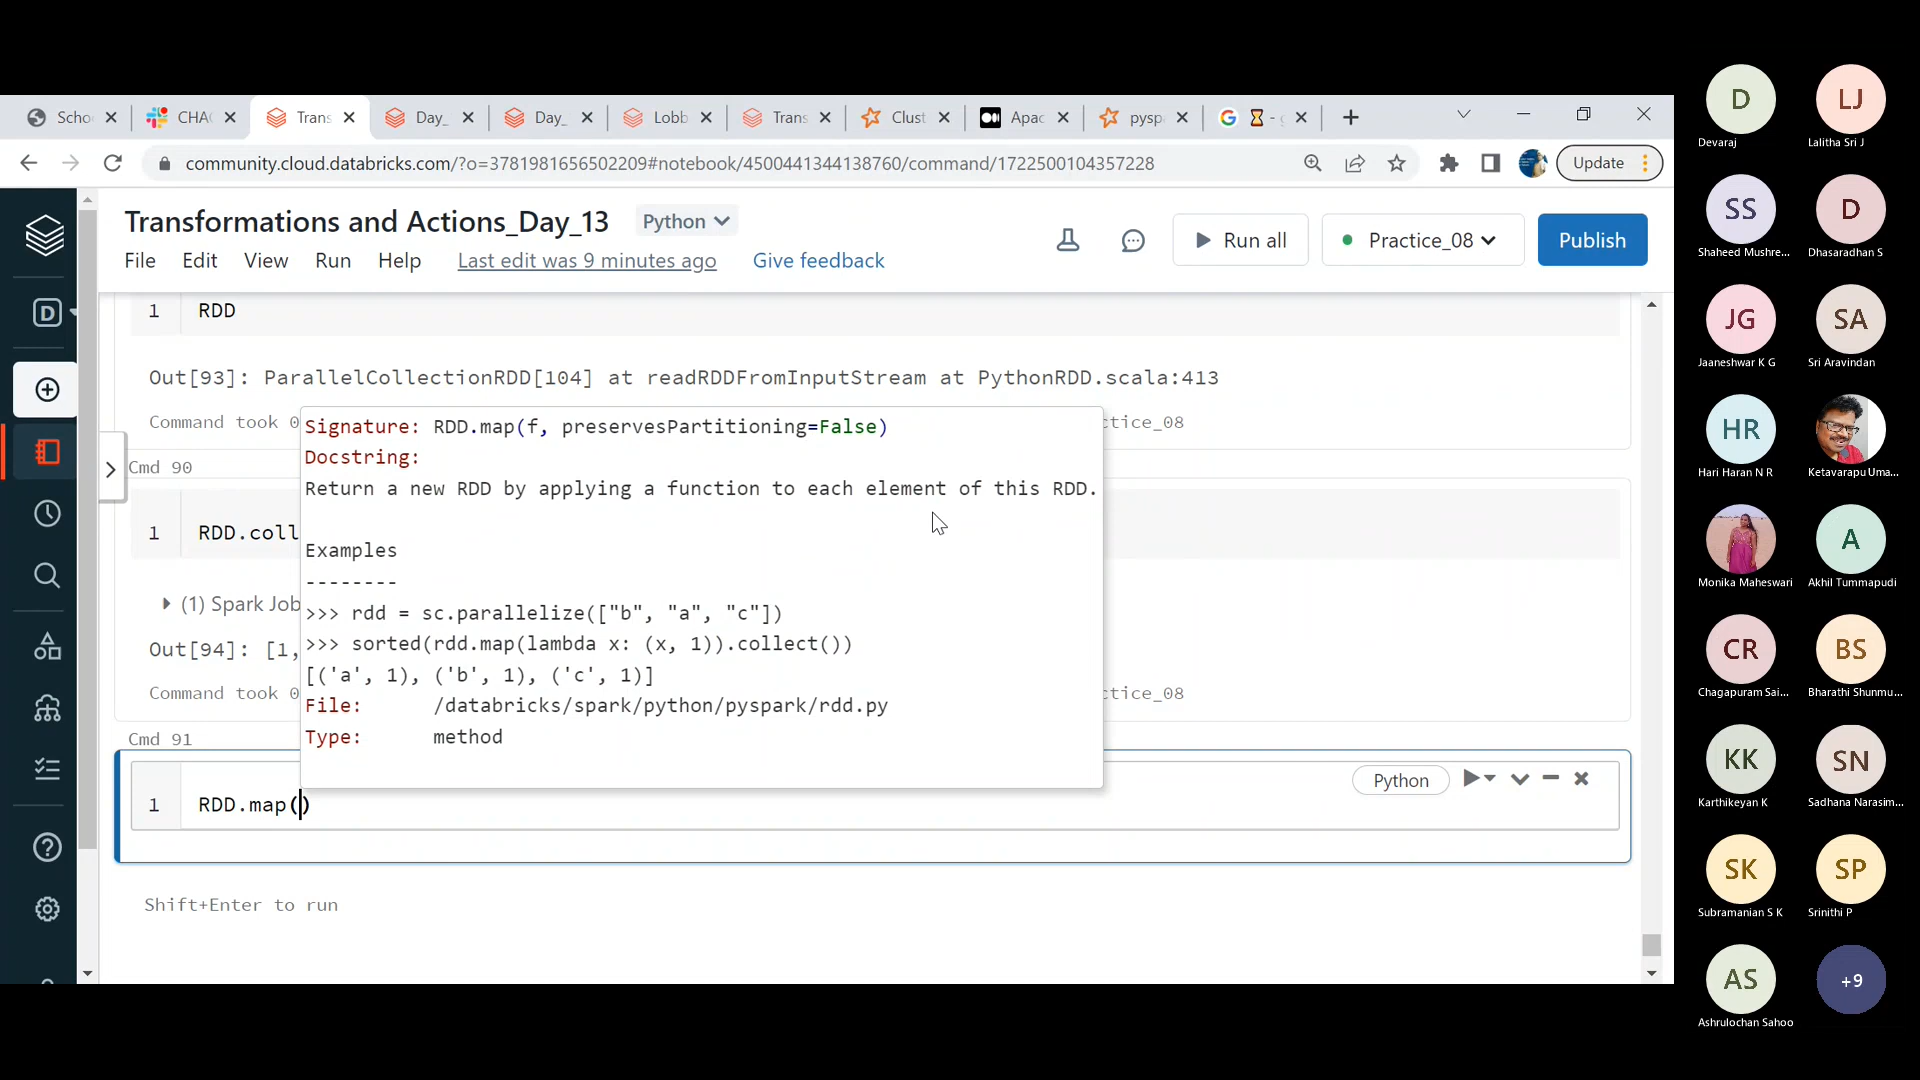 Scho
CHAC
Trans
Day_
Day_
Lobb
Trans
Clust
Apac
pysp
community.cloud.databricks.com/?o=3781981656502209#notebook/4500441344138760/command/1722500104357228
Update
Transformations and Actions_Day_13
Python
File Edit View Run Help Last edit was 9 minutes ago Give feedback
Run all
Practice_08
Publish
D
1 RDD
Out[93]: ParallelCollectionRDD[104] at readRDDFromInputStream at PythonRDD.scala:413
Command took 0
ctice_08
Cmd 90
Signature: RDD.map(f, preservesPartitioning=False)
Docstring:
Return a new RDD by applying a function to each element of this RDD.
1 RDD.coll
Examples
--------
(1) Spark Job
>>> rdd = sc.parallelize(["b", "a", "c"])
>>> sorted(rdd.map(lambda x: (x, 1)).collect())
Out[94]: [1,
[('a', 1), ('b', 1), ('c', 1)]
Command took 0
ctice_08
File: /databricks/spark/python/pyspark/rdd.py
Type: method
Cmd 91
Python
1 RDD.map()
Shift+Enter to run
D
Devaraj
LJ
Lalitha Sri J
SS
Shaheed Mushre...
D
Dhasaradhan S
JG
Jaaneshwar K G
SA
Sri Aravindan
HR
Hari Haran N R
Ketavarapu Uma...
Monika Maheswari
A
Akhil Tummapudi
CR
Chagapuram Sai...
BS
Bharathi Shunmu...
KK
Karthikeyan K
SN
Sadhana Narasim...
SK
Subramanian S K
SP
Srinithi P
AS
Ashrulochan Sahoo
+9